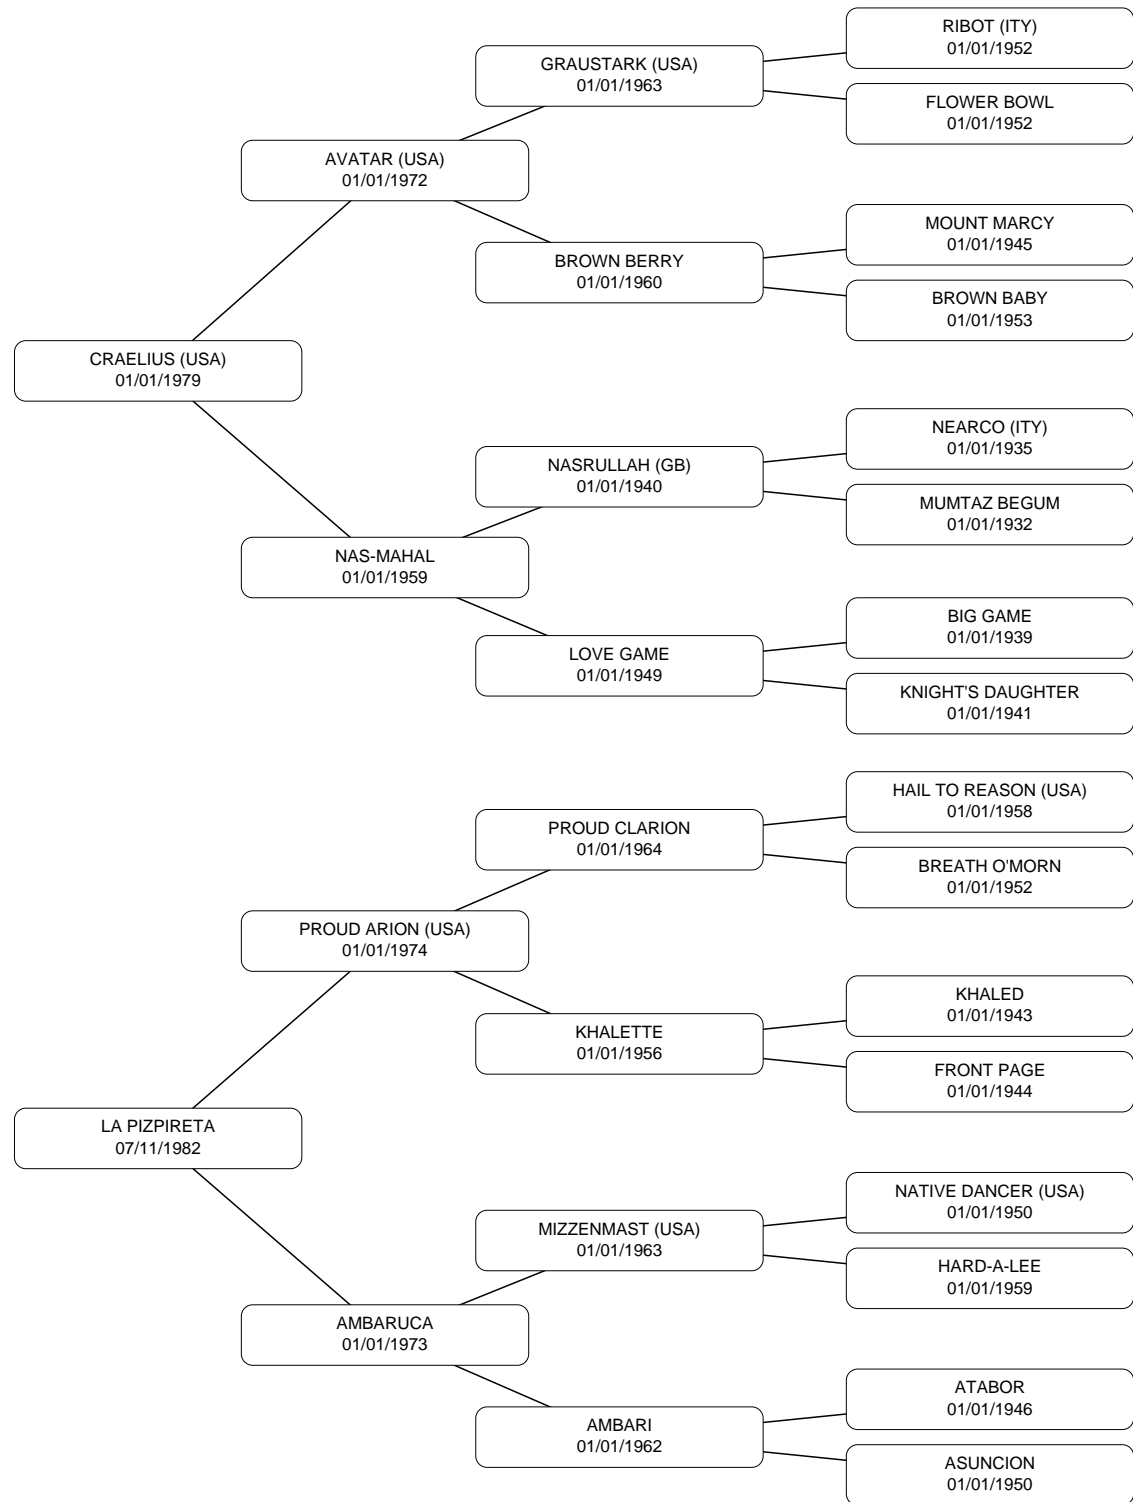 RIBOT (ITY)
01/01/1952
GRAUSTARK (USA)
01/01/1963
FLOWER BOWL
01/01/1952
AVATAR (USA)
01/01/1972
MOUNT MARCY
01/01/1945
BROWN BERRY
01/01/1960
BROWN BABY
01/01/1953
CRAELIUS (USA)
01/01/1979
NEARCO (ITY)
01/01/1935
NASRULLAH (GB)
01/01/1940
MUMTAZ BEGUM
01/01/1932
NAS-MAHAL
01/01/1959
BIG GAME
01/01/1939
LOVE GAME
01/01/1949
KNIGHT'S DAUGHTER
01/01/1941
HAIL TO REASON (USA)
01/01/1958
PROUD CLARION
01/01/1964
BREATH O'MORN
01/01/1952
PROUD ARION (USA)
01/01/1974
KHALED
01/01/1943
KHALETTE
01/01/1956
FRONT PAGE
01/01/1944
LA PIZPIRETA
07/11/1982
NATIVE DANCER (USA)
01/01/1950
MIZZENMAST (USA)
01/01/1963
HARD-A-LEE
01/01/1959
AMBARUCA
01/01/1973
ATABOR
01/01/1946
AMBARI
01/01/1962
ASUNCION
01/01/1950